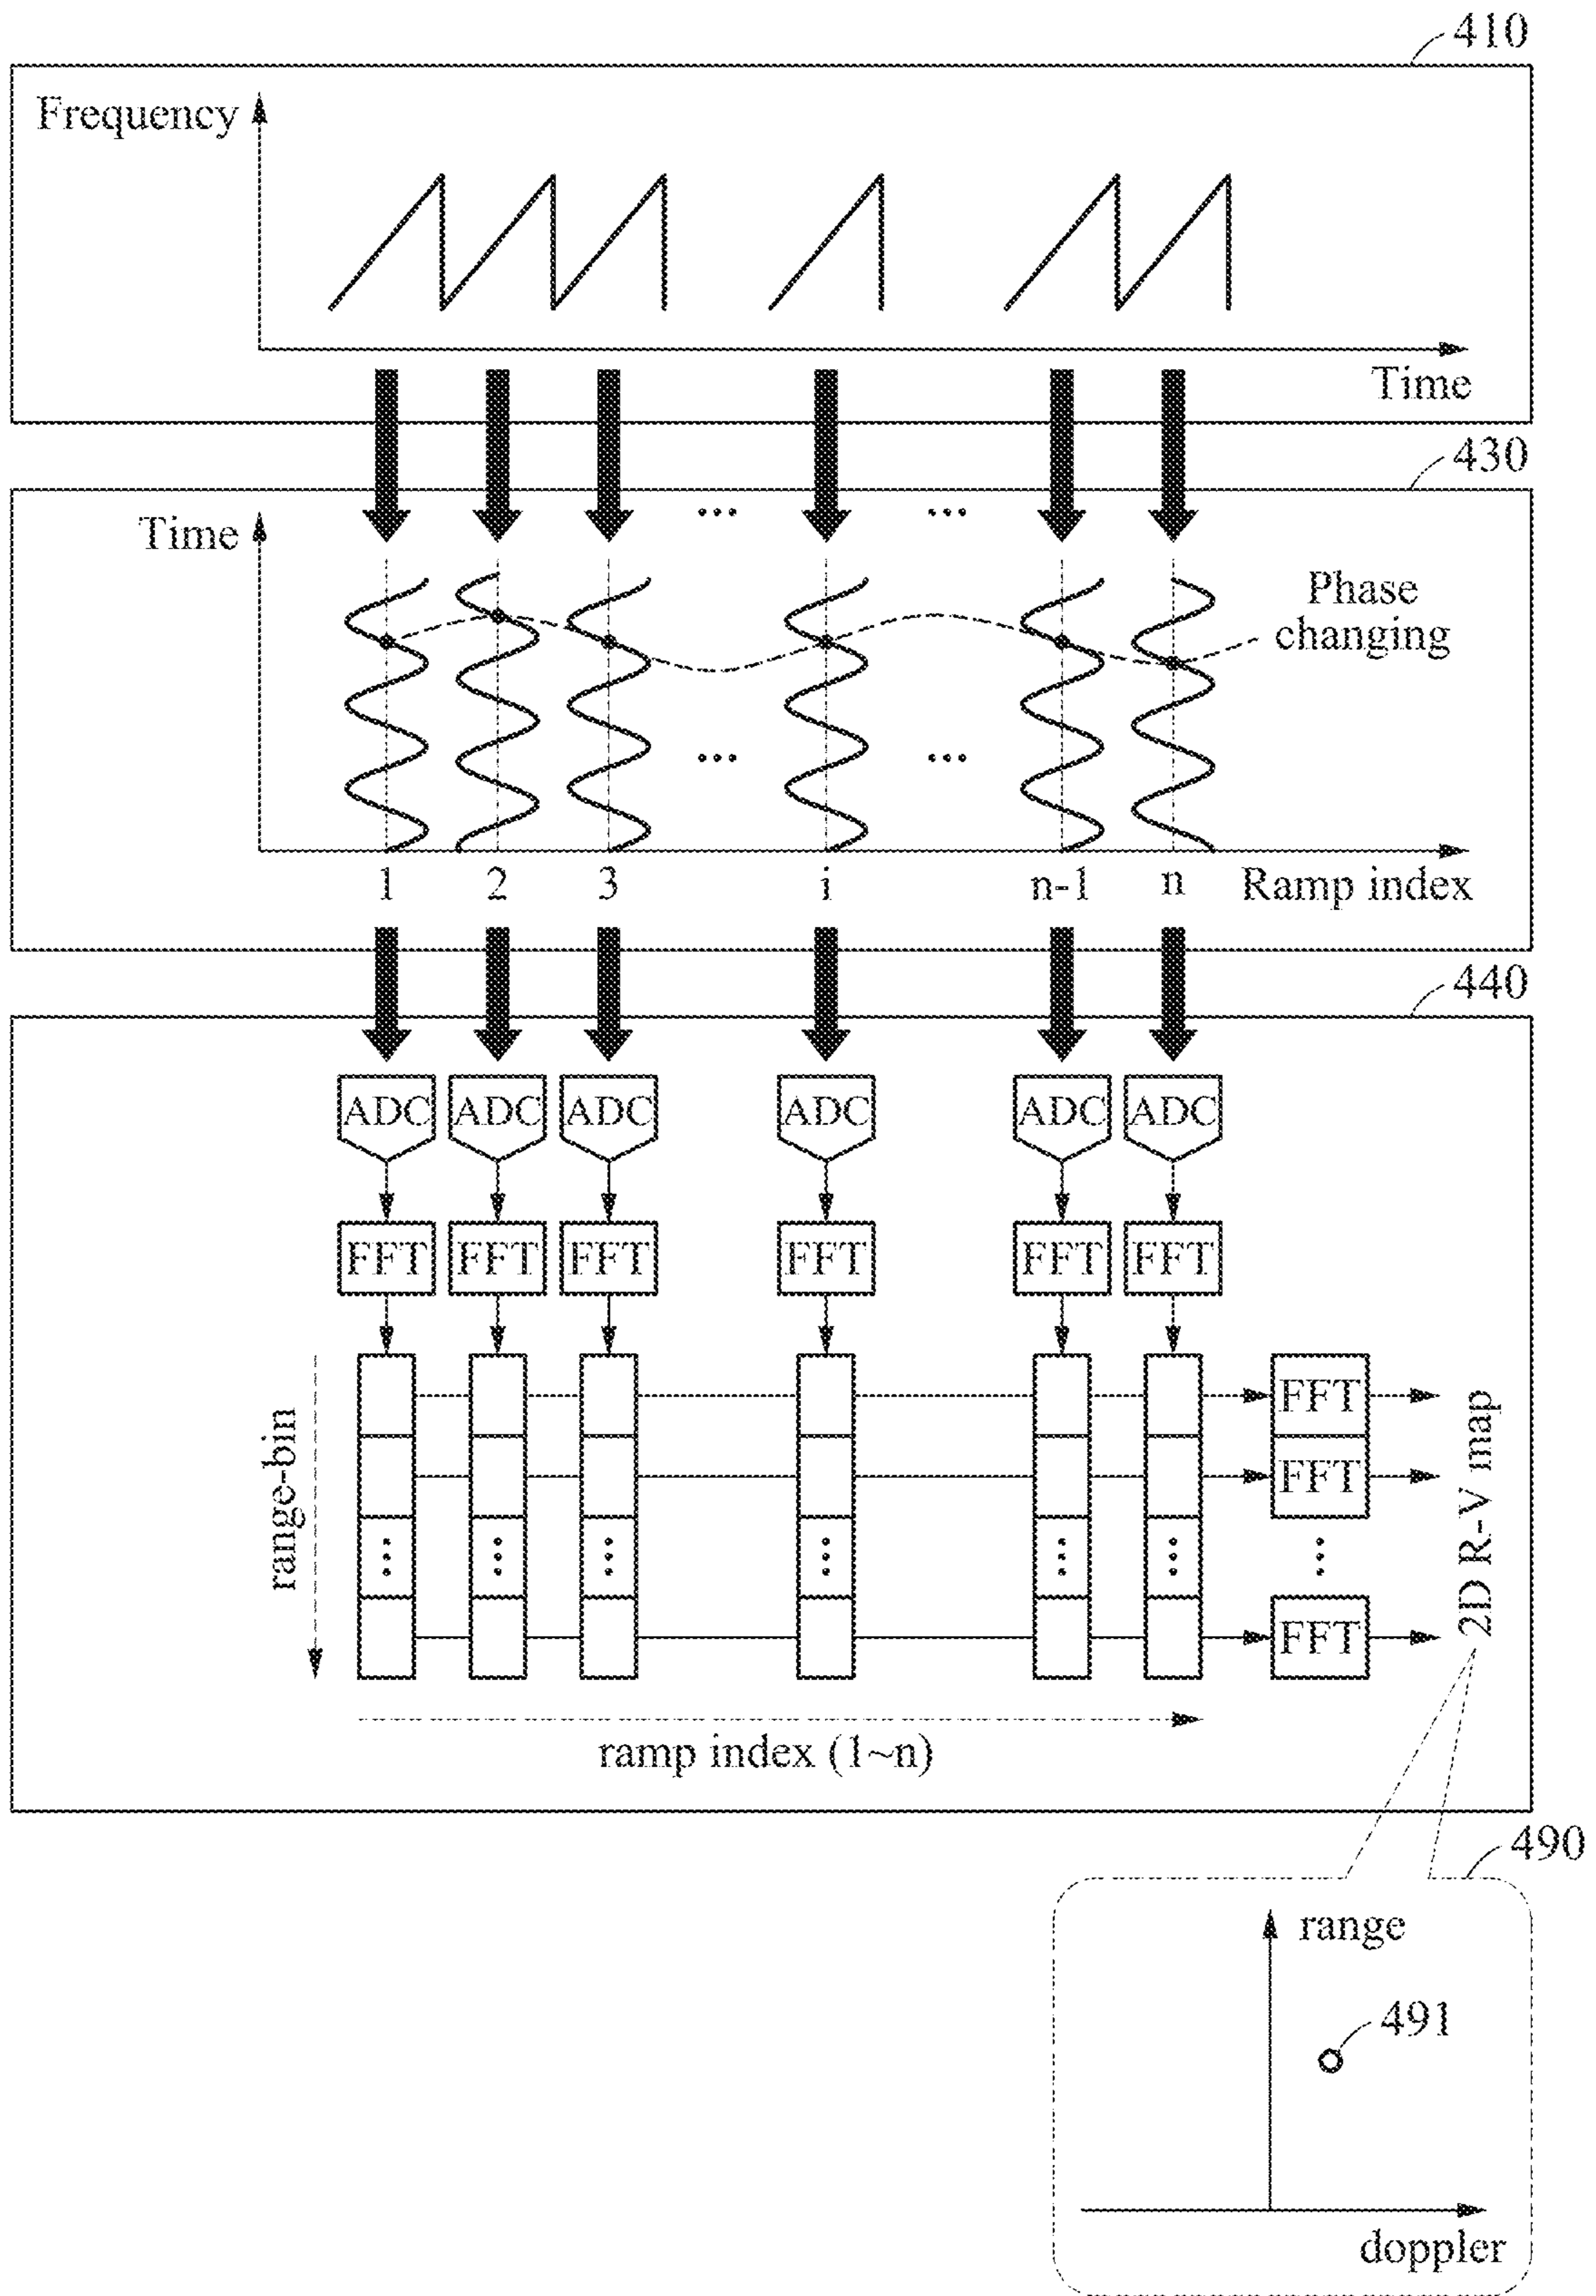 410
Frequency
Time
430
Time
...
...
Phase
changing
...
...
1 2 3 i n-1 n Ramp index
440
ADC ADC ADC ADC ADC ADC
FFT FFT FFT FFT FFT FFT
range-bin
FFT
FFT
FFT
2D R-V map
ramp index (1~n)
490
range
491
doppler